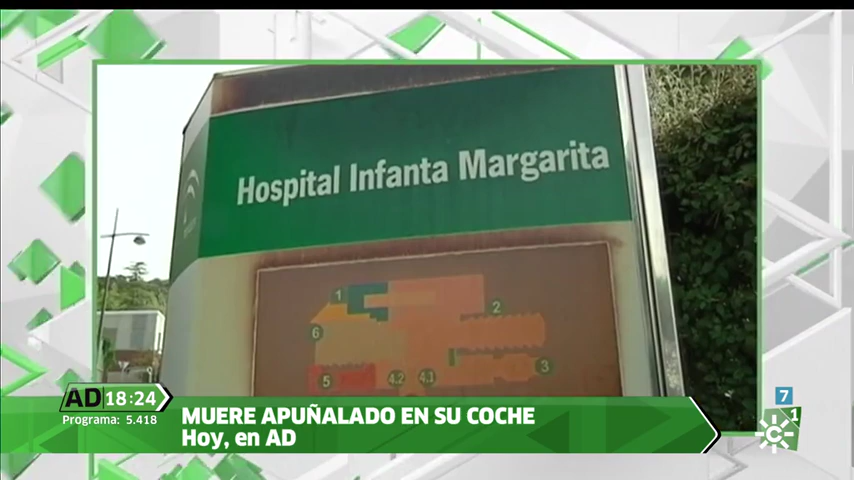 Hospital Infanta Margarita
1
2
6
3
5
4.2
4.1
AD 18:24
Programa: 5.418
MUERE APUÑALADO EN SU COCHE
Hoy, en AD
7
1